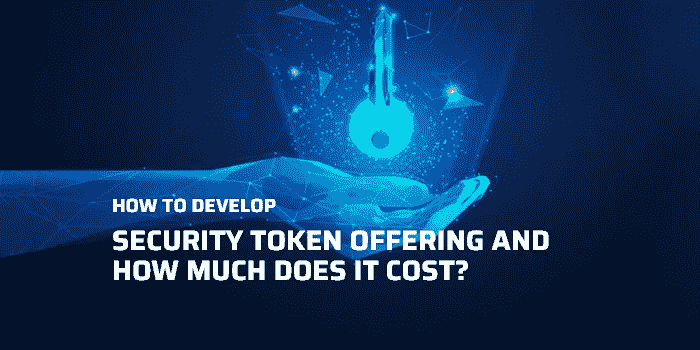 HOW TO DEVELOP
SECURITY TOKEN OFFERING AND
HOW MUCH DOES IT COST?